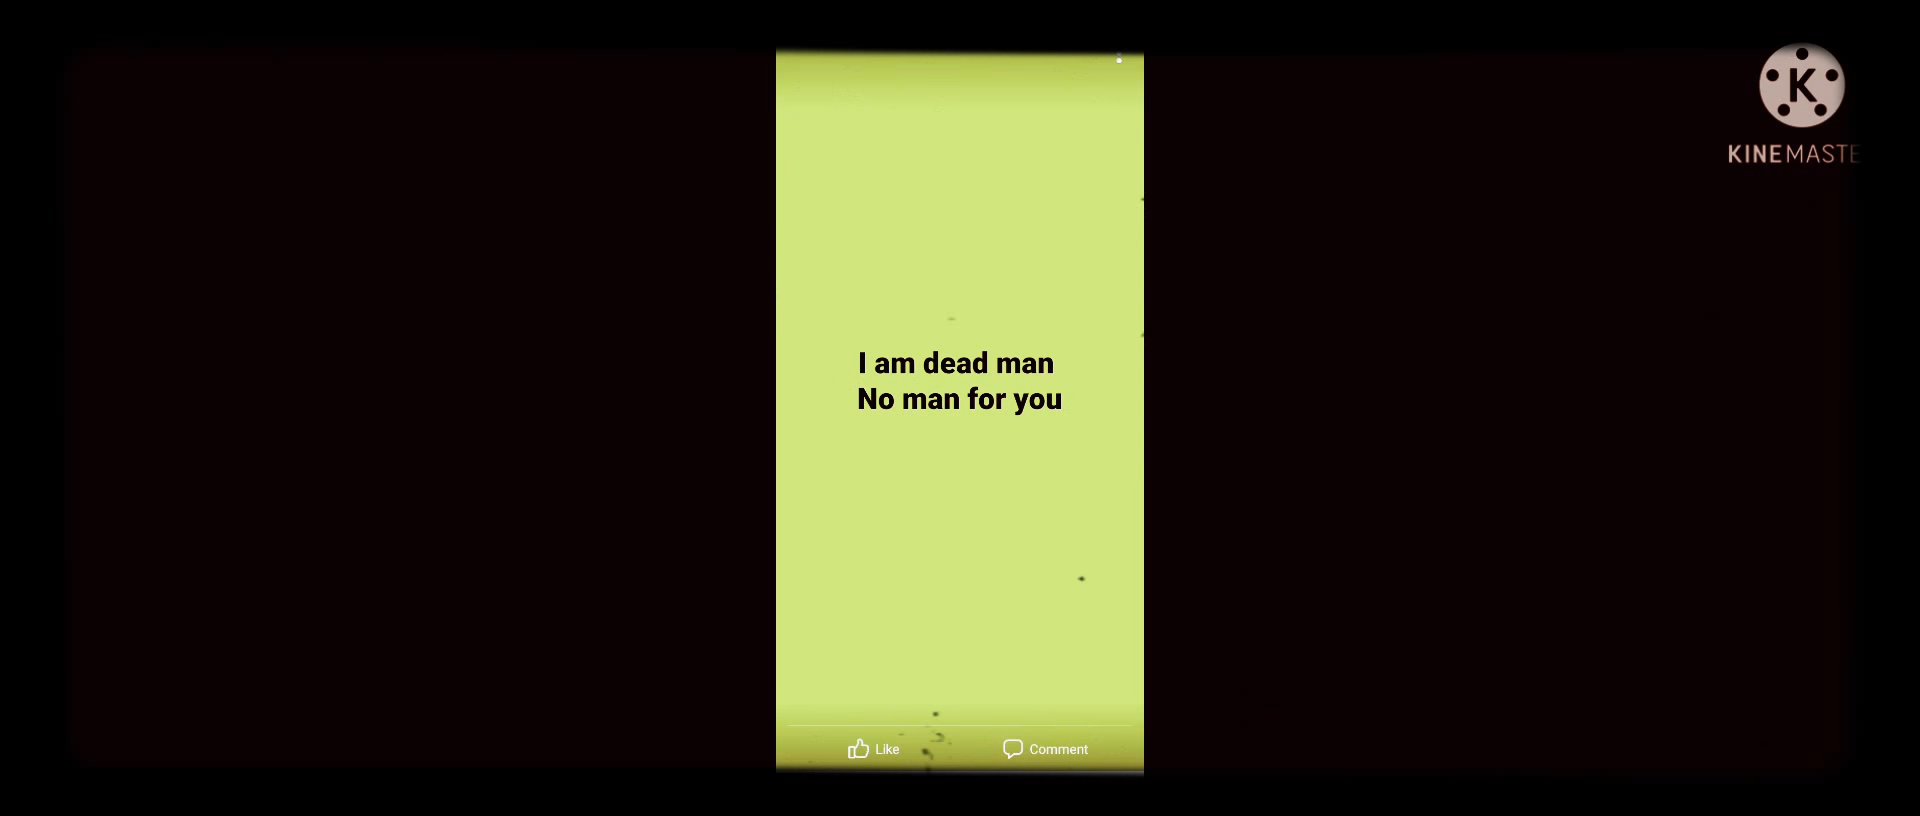 K
KINEMASTE
I am dead man
No man for you
Like
Comment